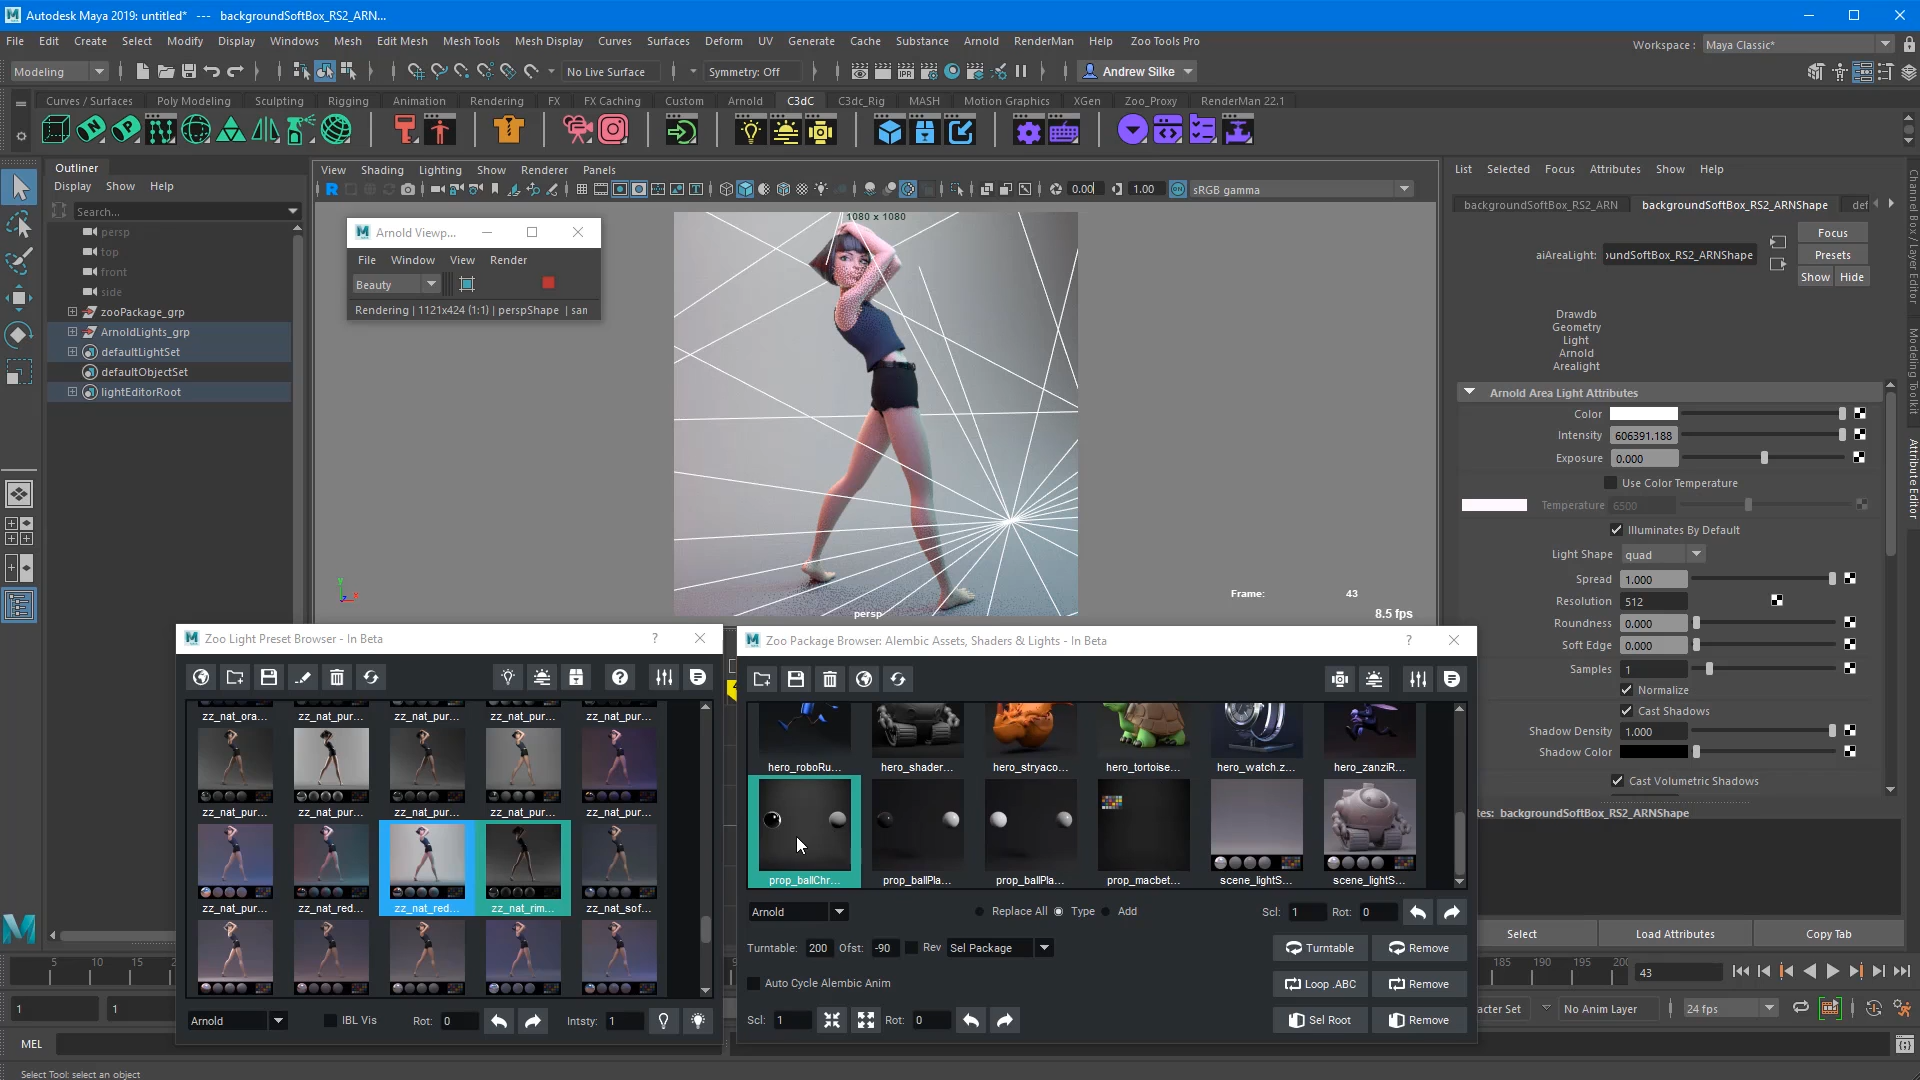 Autodesk Maya 2019: untitled* --- backgroundSoftBox_RS2_ARN...
File Edit Create Select Modify Display Windows Mesh Edit Mesh Mesh Tools Mesh Display Curves Surfaces Deform UV Generate Cache Substance Arnold RenderMan Help Zoo Tools Pro
Workspace : Maya Classic*
Modeling No Live Surface Symmetry: Off Andrew Silke
Curves / Surfaces Poly Modeling Sculpting Rigging Animation Rendering FX FX Caching Custom Arnold C3dC C3dc_Rig MASH Motion Graphics XGen Zoo_Proxy RenderMan 22.1
Outliner
Display Show Help
Search...
persp
top
front
side
zooPackage_grp
ArnoldLights_grp
defaultLightSet
defaultObjectSet
lightEditorRoot
View Shading Lighting Show Renderer Panels
0.00 1.00 sRGB gamma
1080 x 1080
Arnold Viewp...
File Window View Render
Beauty
Rendering | 1121x424 (1:1) | perspShape | san
persp
Frame: 43
8.5 fps
List Selected Focus Attributes Show Help
backgroundSoftBox_RS2_ARN backgroundSoftBox_RS2_ARNShape def
Focus
aiAreaLight: oundSoftBox_RS2_ARNShape
Presets
Show Hide
Drawdb
Geometry
Light
Arnold
Arealight
Arnold Area Light Attributes
Color
Intensity 606391.188
Exposure 0.000
Use Color Temperature
Temperature 6500
Illuminates By Default
Light Shape quad
Spread 1.000
Resolution 512
Roundness 0.000
Soft Edge 0.000
Samples 1
Normalize
Cast Shadows
Shadow Density 1.000
Shadow Color
Cast Volumetric Shadows
tes: backgroundSoftBox_RS2_ARNShape
Select Load Attributes Copy Tab
Channel Box / Layer Editor
Modeling Toolkit
Attribute Editor
Zoo Light Preset Browser - In Beta ?
zz_nat_ora... zz_nat_pur... zz_nat_pur... zz_nat_pur... zz_nat_pur...
zz_nat_pur... zz_nat_pur... zz_nat_pur... zz_nat_pur... zz_nat_pur...
zz_nat_pur... zz_nat_red... zz_nat_red... zz_nat_rim... zz_nat_sof...
Arnold IBL Vis Rot: 0 Intsty: 1
Zoo Package Browser: Alembic Assets, Shaders & Lights - In Beta ?
hero_roboRu... hero_shader... hero_stryaco... hero_tortoise... hero_watch.z... hero_zanziR...
prop_ballChr... prop_ballPla... prop_ballPla... prop_macbet... scene_lightS... scene_lightS...
Arnold Replace All Type Add Scl: 1 Rot: 0
Turntable: 200 Ofst: -90 Rev Sel Package Turntable Remove
Auto Cycle Alembic Anim Loop .ABC Remove
Scl: 1 Rot: 0 Sel Root Remove
5 10 15 2
185 190 195 200 43
1 1
acter Set No Anim Layer 24 fps
MEL
Select Tool: select an object